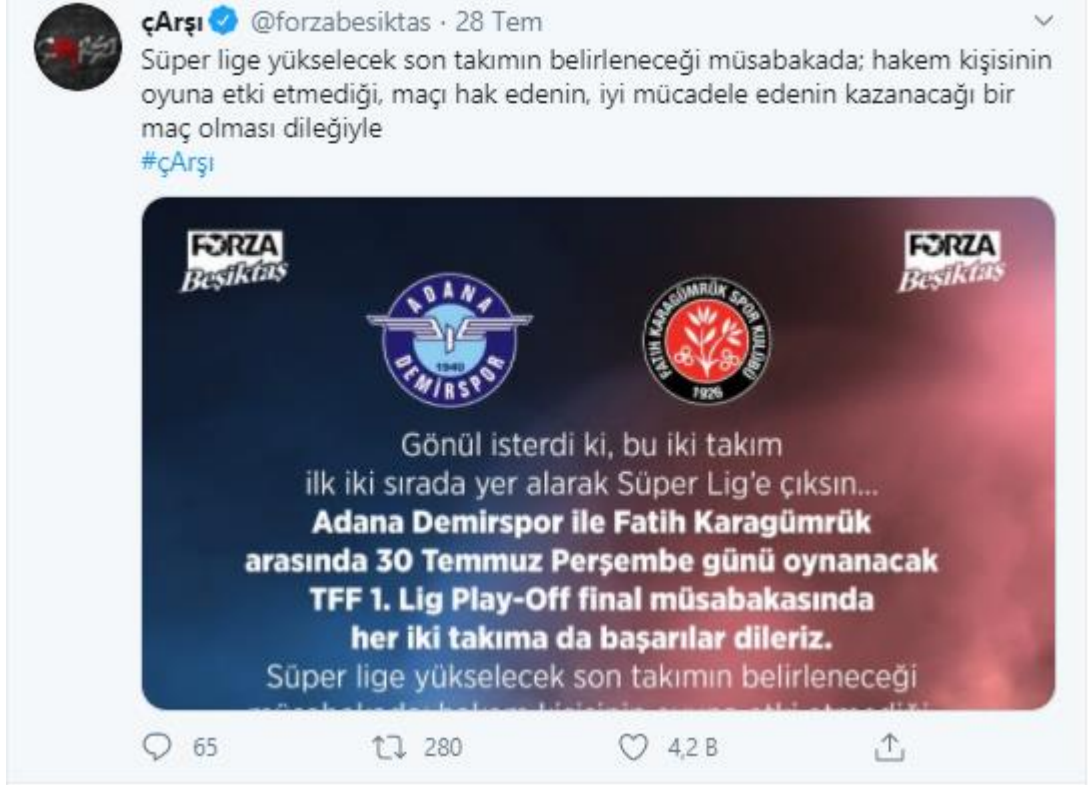 çArşı @forzabesiktas · 28 Tem
Süper lige yükselecek son takımın belirleneceği müsabakada; hakem kişisinin
oyuna etki etmediği, maçı hak edenin, iyi mücadele edenin kazanacağı bir
maç olması dileğiyle
#çArşı
FORZA
Beşiktaş
FORZA
Beşiktaş
ADANA
1940
DEMİRSPOR
FATİH KARAGÜMRÜK SPOR KULÜBÜ
1926
Gönül isterdi ki, bu iki takım
ilk iki sırada yer alarak Süper Lig'e çıksın...
Adana Demirspor ile Fatih Karagümrük
arasında 30 Temmuz Perşembe günü oynanacak
TFF 1. Lig Play-Off final müsabakasında
her iki takıma da başarılar dileriz.
Süper lige yükselecek son takımın belirleneceği
65 280 4,2 B